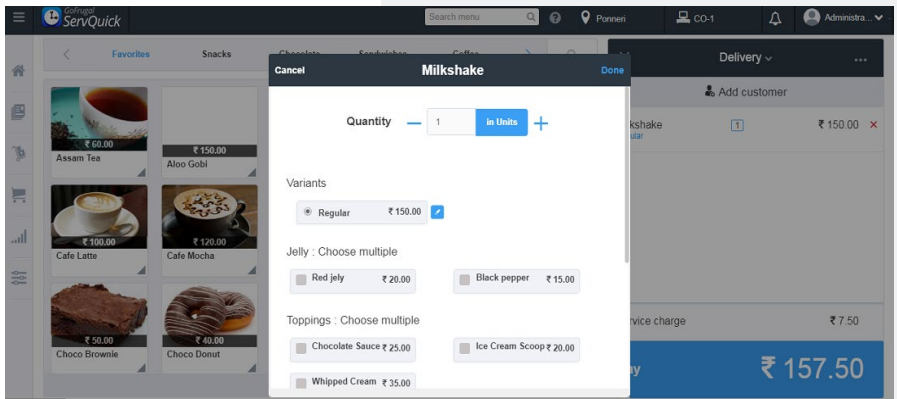 GoFrugal
ServQuick
Search menu
Ponneri
CO-1
Administra...
Favorites
Snacks
Chocolate
Sandwiches
Coffee
Delivery
...
Add customer
Cancel
Milkshake
Done
Quantity
1
in Units
kshake
ular
1
₹ 150.00
₹ 60.00
Assam Tea
₹ 150.00
Aloo Gobi
Variants
Regular
₹ 150.00
₹ 100.00
Cafe Latte
₹ 120.00
Cafe Mocha
Jelly : Choose multiple
Red jely
₹ 20.00
Black pepper
₹ 15.00
Toppings : Choose multiple
Chocolate Sauce ₹ 25.00
Ice Cream Scoop ₹ 20.00
Whipped Cream ₹ 35.00
₹ 50.00
Choco Brownie
₹ 40.00
Choco Donut
rvice charge
₹ 7.50
ay
₹ 157.50